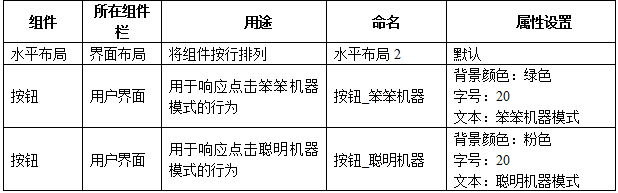 组件 所在组件栏 用途 命名 属性设置
水平布局 界面布局 将组件按行排列 水平布局2 默认
按钮 用户界面 用于响应点击笨笨机器模式的行为 按钮_笨笨机器 背景颜色：绿色
字号：20
文本：笨笨机器模式
按钮 用户界面 用于响应点击聪明机器模式的行为 按钮_聪明机器 背景颜色：粉色
字号：20
文本：聪明机器模式